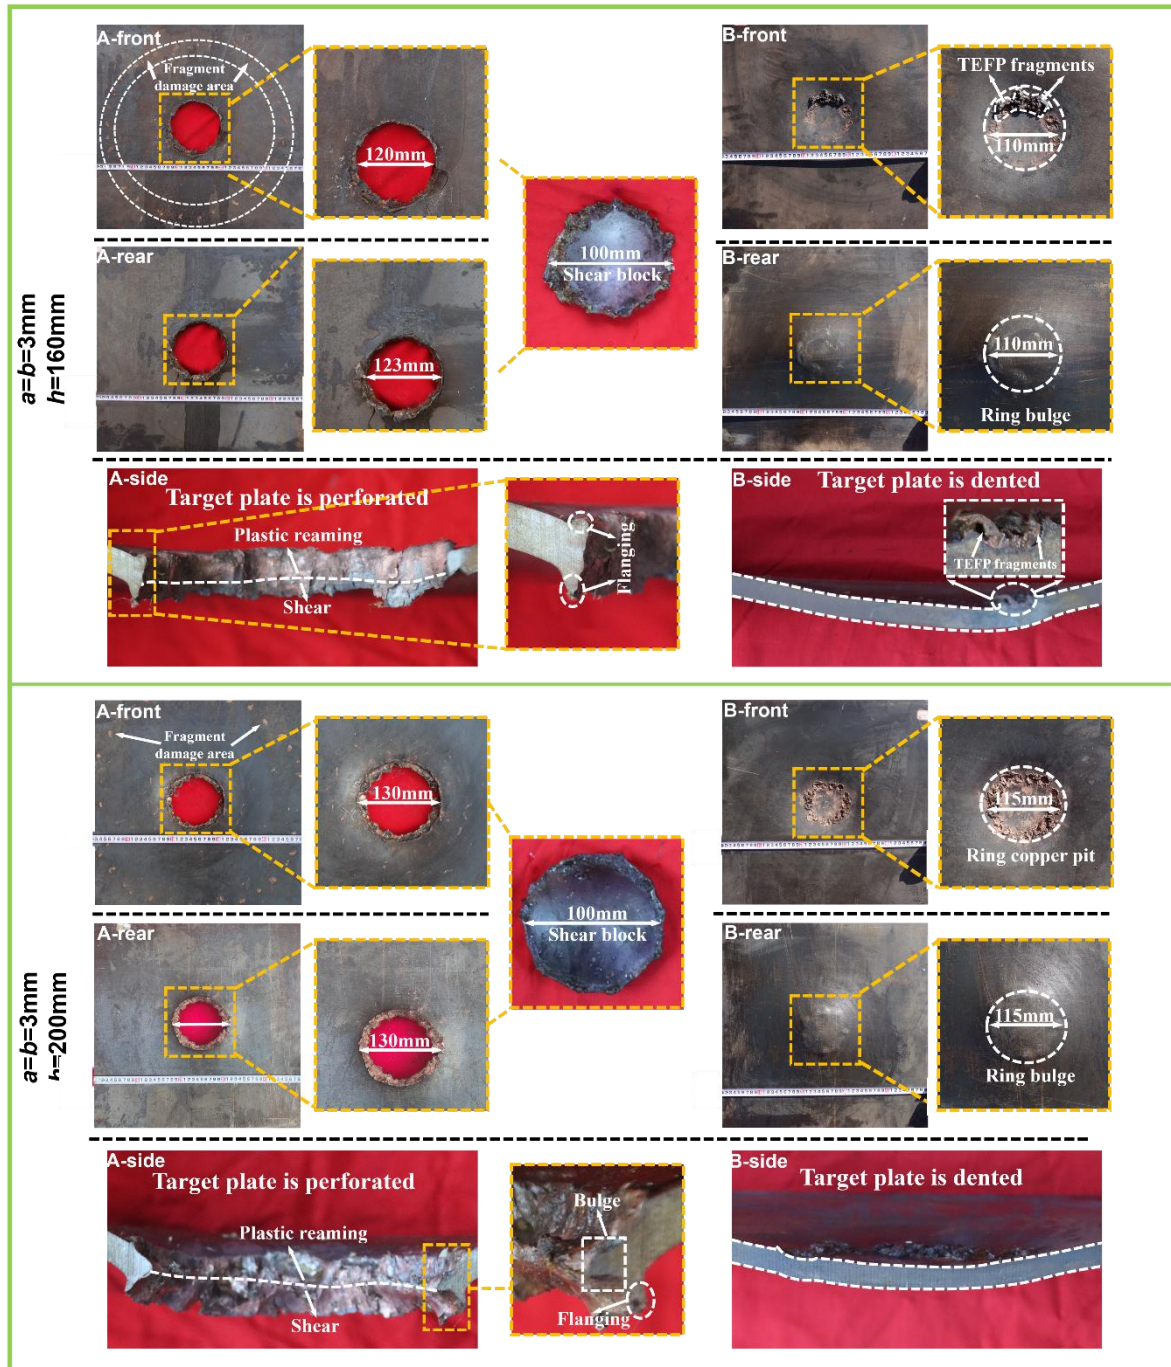 a=b=3mm
h=160mm
A-front
Fragment
damage area
120mm
B-front
TEFP fragments
110mm
100mm
Shear block
A-rear
123mm
B-rear
110mm
Ring bulge
A-side
Target plate is perforated
Plastic reaming
Shear
Flanging
B-side
Target plate is dented
TEFP fragments
a=b=3mm
h=200mm
A-front
Fragment
damage area
130mm
B-front
115mm
Ring copper pit
100mm
Shear block
A-rear
130mm
B-rear
115mm
Ring bulge
A-side
Target plate is perforated
Plastic reaming
Shear
Bulge
Flanging
B-side
Target plate is dented